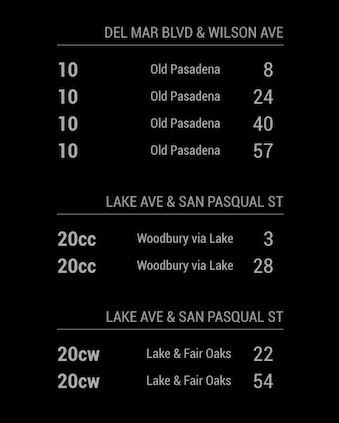 DEL MAR BLVD & WILSON AVE
10 Old Pasadena 8
10 Old Pasadena 24
10 Old Pasadena 40
10 Old Pasadena 57
LAKE AVE & SAN PASQUAL ST
20cc Woodbury via Lake 3
20cc Woodbury via Lake 28
LAKE AVE & SAN PASQUAL ST
20cw Lake & Fair Oaks 22
20cw Lake & Fair Oaks 54